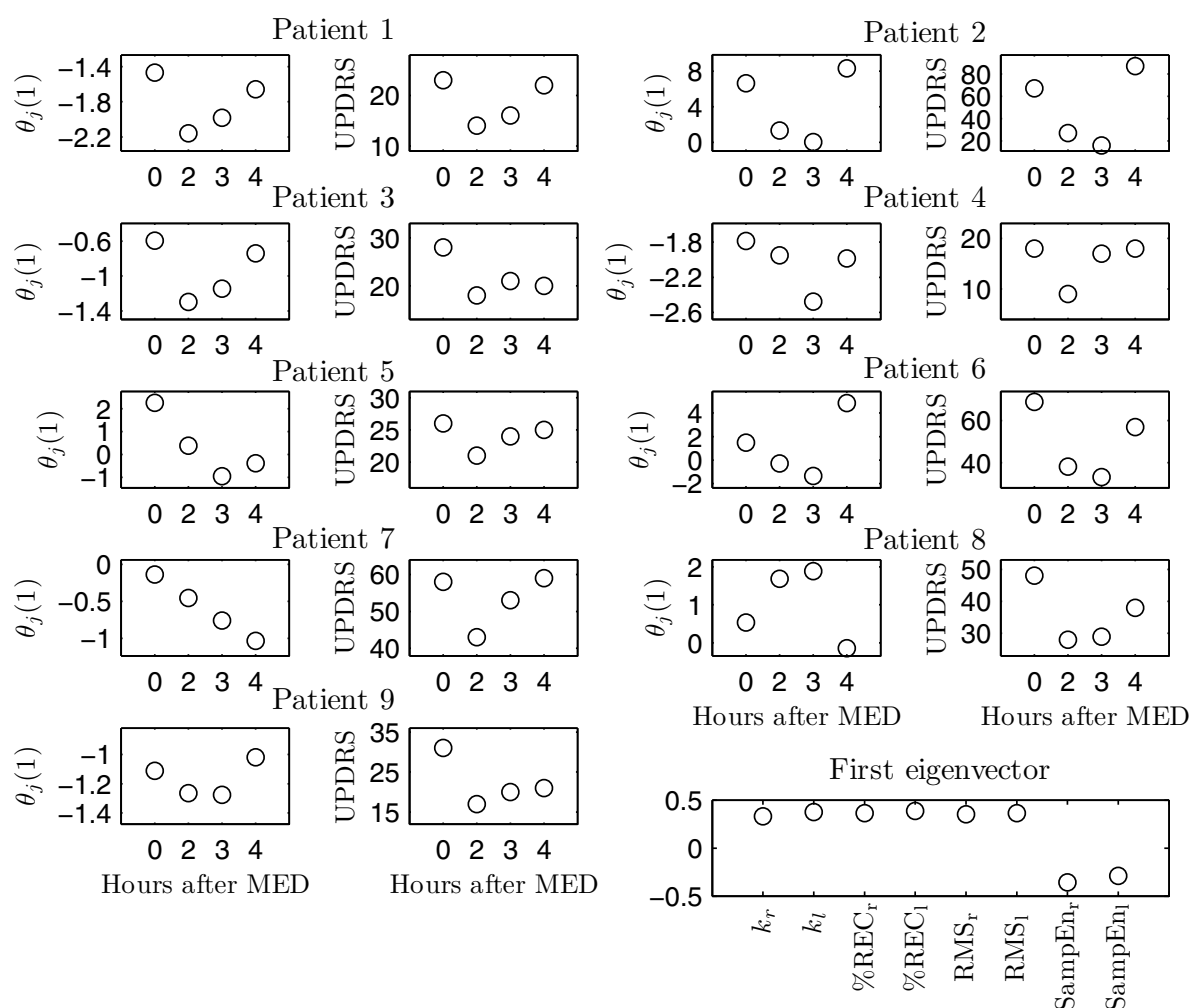 Patient 1
θj(1)
−1.4
−1.8
−2.2
0 2 3 4
UPDRS
20
10
0 2 3 4
Patient 2
θj(1)
8
4
0
0 2 3 4
UPDRS
80
60
40
20
0 2 3 4
Patient 3
θj(1)
−0.6
−1
−1.4
0 2 3 4
UPDRS
30
20
0 2 3 4
Patient 4
θj(1)
−1.8
−2.2
−2.6
0 2 3 4
UPDRS
20
10
0 2 3 4
Patient 5
θj(1)
2
1
0
−1
0 2 3 4
UPDRS
30
25
20
0 2 3 4
Patient 6
θj(1)
4
2
0
−2
0 2 3 4
UPDRS
60
40
0 2 3 4
Patient 7
θj(1)
0
−0.5
−1
0 2 3 4
UPDRS
60
50
40
0 2 3 4
Patient 8
θj(1)
2
1
0
0 2 3 4
Hours after MED
UPDRS
50
40
30
0 2 3 4
Hours after MED
Patient 9
θj(1)
−1
−1.2
−1.4
0 2 3 4
Hours after MED
UPDRS
35
25
15
0 2 3 4
Hours after MED
First eigenvector
0.5
0
−0.5
kr
kl
%RECr
%RECl
RMSr
RMSl
SampEnr
SampEnl